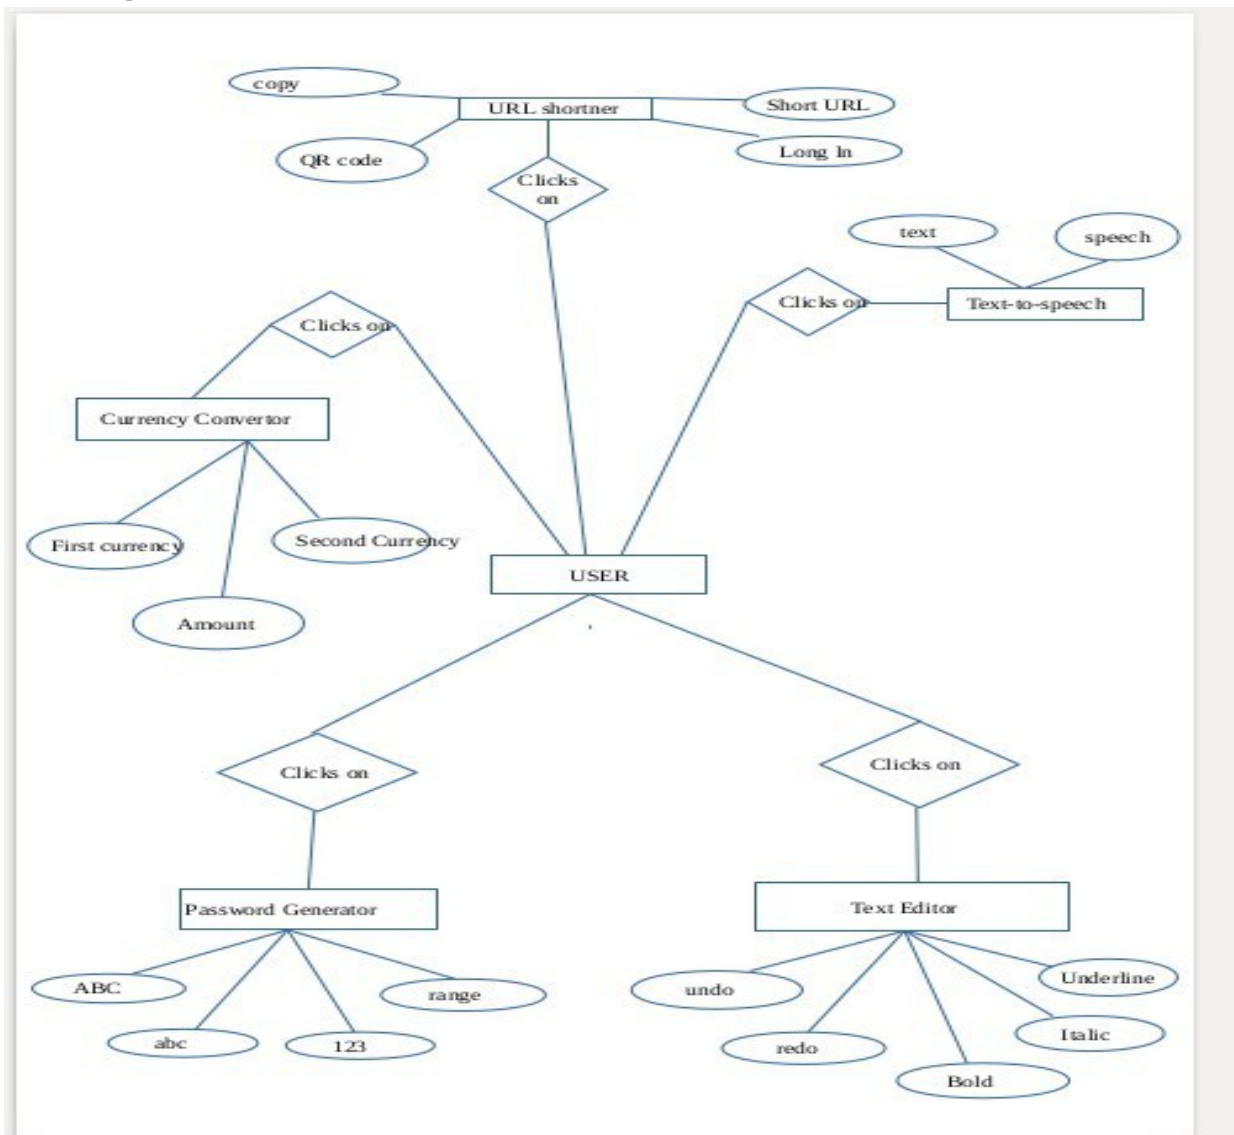 copy
URL shortner
Short URL
QR code
Long ln
Clicks
on
text
speech
Clicks on
Text-to-speech
Clicks on
Currency Convertor
First currency
Second Currency
Amount
USER
Clicks on
Clicks on
Password Generator
Text Editor
ABC
range
abc
123
undo
Underline
redo
Italic
Bold